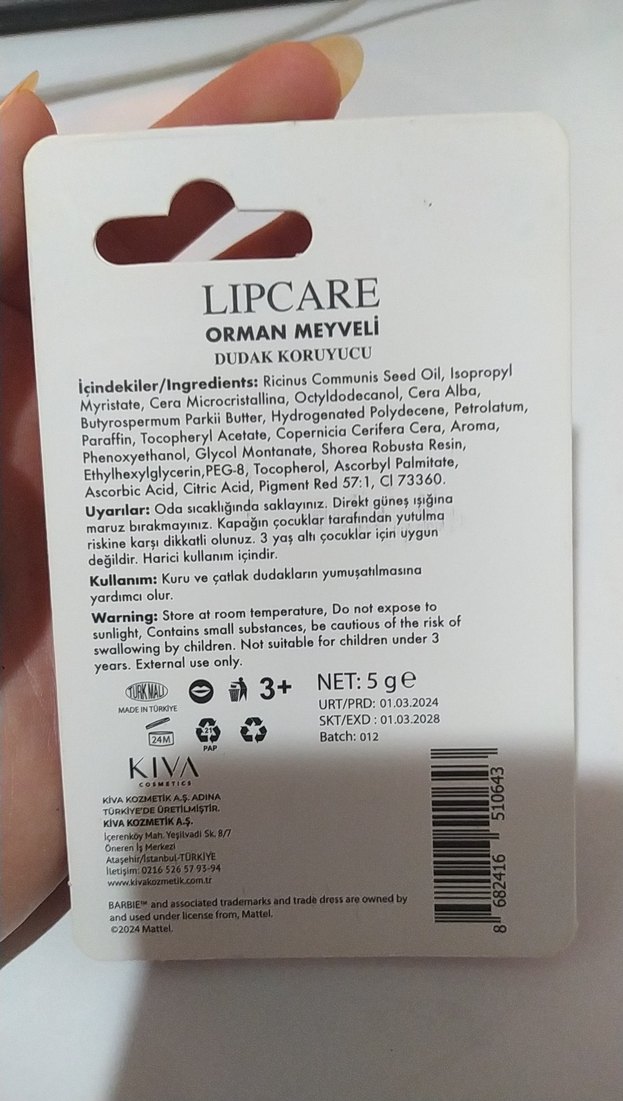 LIPCARE
ORMAN MEYVELİ
DUDAK KORUYUCU
İçindekiler/Ingredients: Ricinus Communis Seed Oil, Isopropyl
Myristate, Cera Microcristallina, Octyldodecanol, Cera Alba,
Butyrospermum Parkii Butter, Hydrogenated Polydecene, Petrolatum,
Paraffin, Tocopheryl Acetate, Copernicia Cerifera Cera, Aroma,
Phenoxyethanol, Glycol Montanate, Shorea Robusta Resin,
Ethylhexylglycerin,PEG-8, Tocopherol, Ascorbyl Palmitate,
Ascorbic Acid, Citric Acid, Pigment Red 57:1, CI 73360.
Uyarılar: Oda sıcaklığında saklayınız. Direkt güneş ışığına
maruz bırakmayınız. Kapağın çocuklar tarafından yutulma
riskine karşı dikkatli olunuz. 3 yaş altı çocuklar için uygun
değildir. Harici kullanım içindir.
Kullanım: Kuru ve çatlak dudakların yumuşatılmasına
yardımcı olur.
Warning: Store at room temperature, Do not expose to
sunlight, Contains small substances, be cautious of the risk of
swallowing by children. Not suitable for children under 3
years. External use only.
TÜRK MALI
MADE IN TÜRKİYE
3+
24M
21
PAP
NET: 5 g e
URT/PRD: 01.03.2024
SKT/EXD : 01.03.2028
Batch: 012
KIVA
COSMETICS
KİVA KOZMETİK A.Ş. ADINA
TÜRKİYE'DE ÜRETİLMİŞTİR.
KİVA KOZMETİK A.Ş.
İçerenköy Mah. Yeşilvadi Sk. 8/7
Öneren İş Merkezi
Ataşehir/İstanbul-TÜRKİYE
İletişim: 0216 526 57 93-94
www.kivakozmetik.com.tr
BARBIE™ and associated trademarks and trade dress are owned by
and used under license from, Mattel.
©2024 Mattel.
8 682416 510643